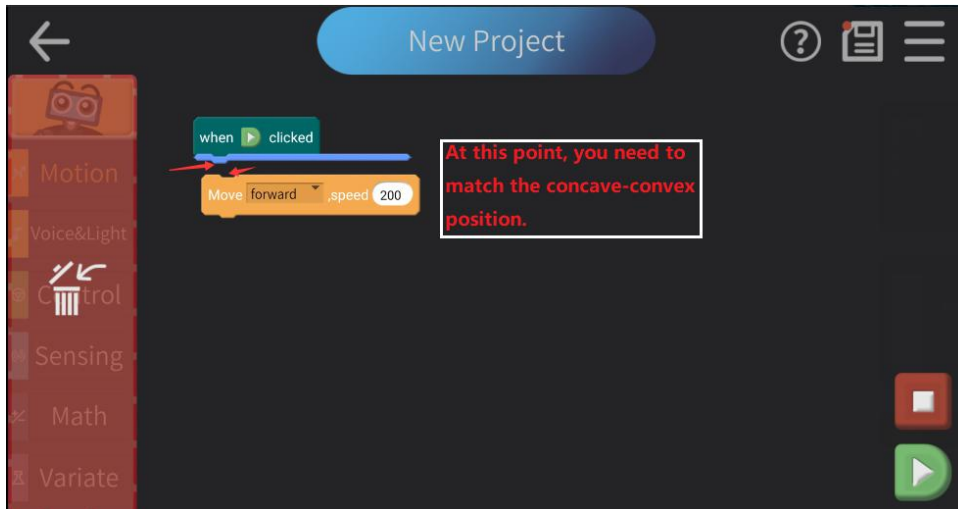 New Project
when clicked
Move forward ,speed 200
At this point, you need to
match the concave-convex
position.
Motion
Voice&Light
Control
Sensing
Math
Variate